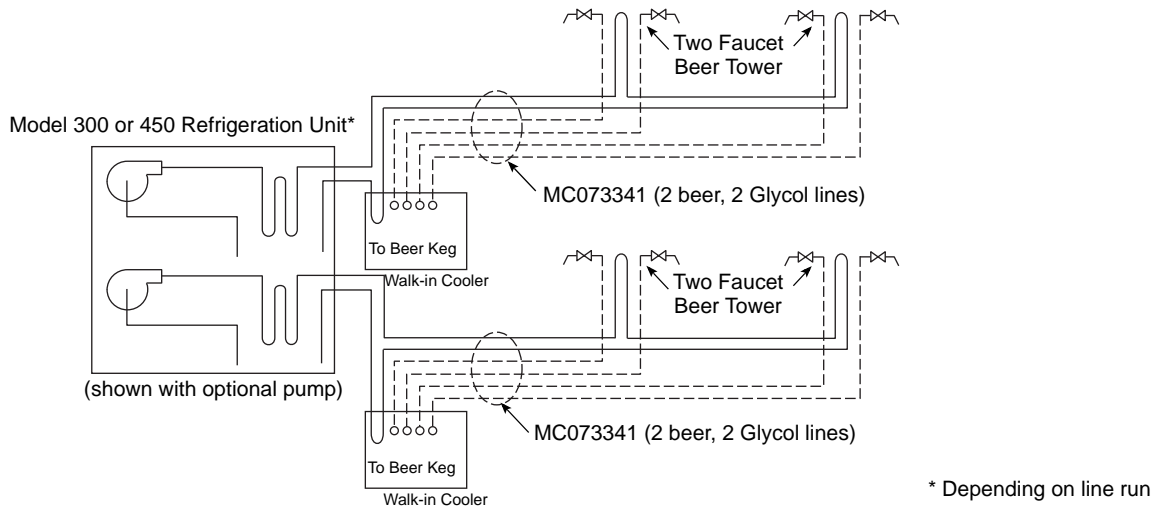 Two Faucet
Beer Tower
Model 300 or 450 Refrigeration Unit*
MC073341 (2 beer, 2 Glycol lines)
To Beer Keg
Walk-in Cooler
Two Faucet
Beer Tower
(shown with optional pump)
MC073341 (2 beer, 2 Glycol lines)
To Beer Keg
Walk-in Cooler
* Depending on line run